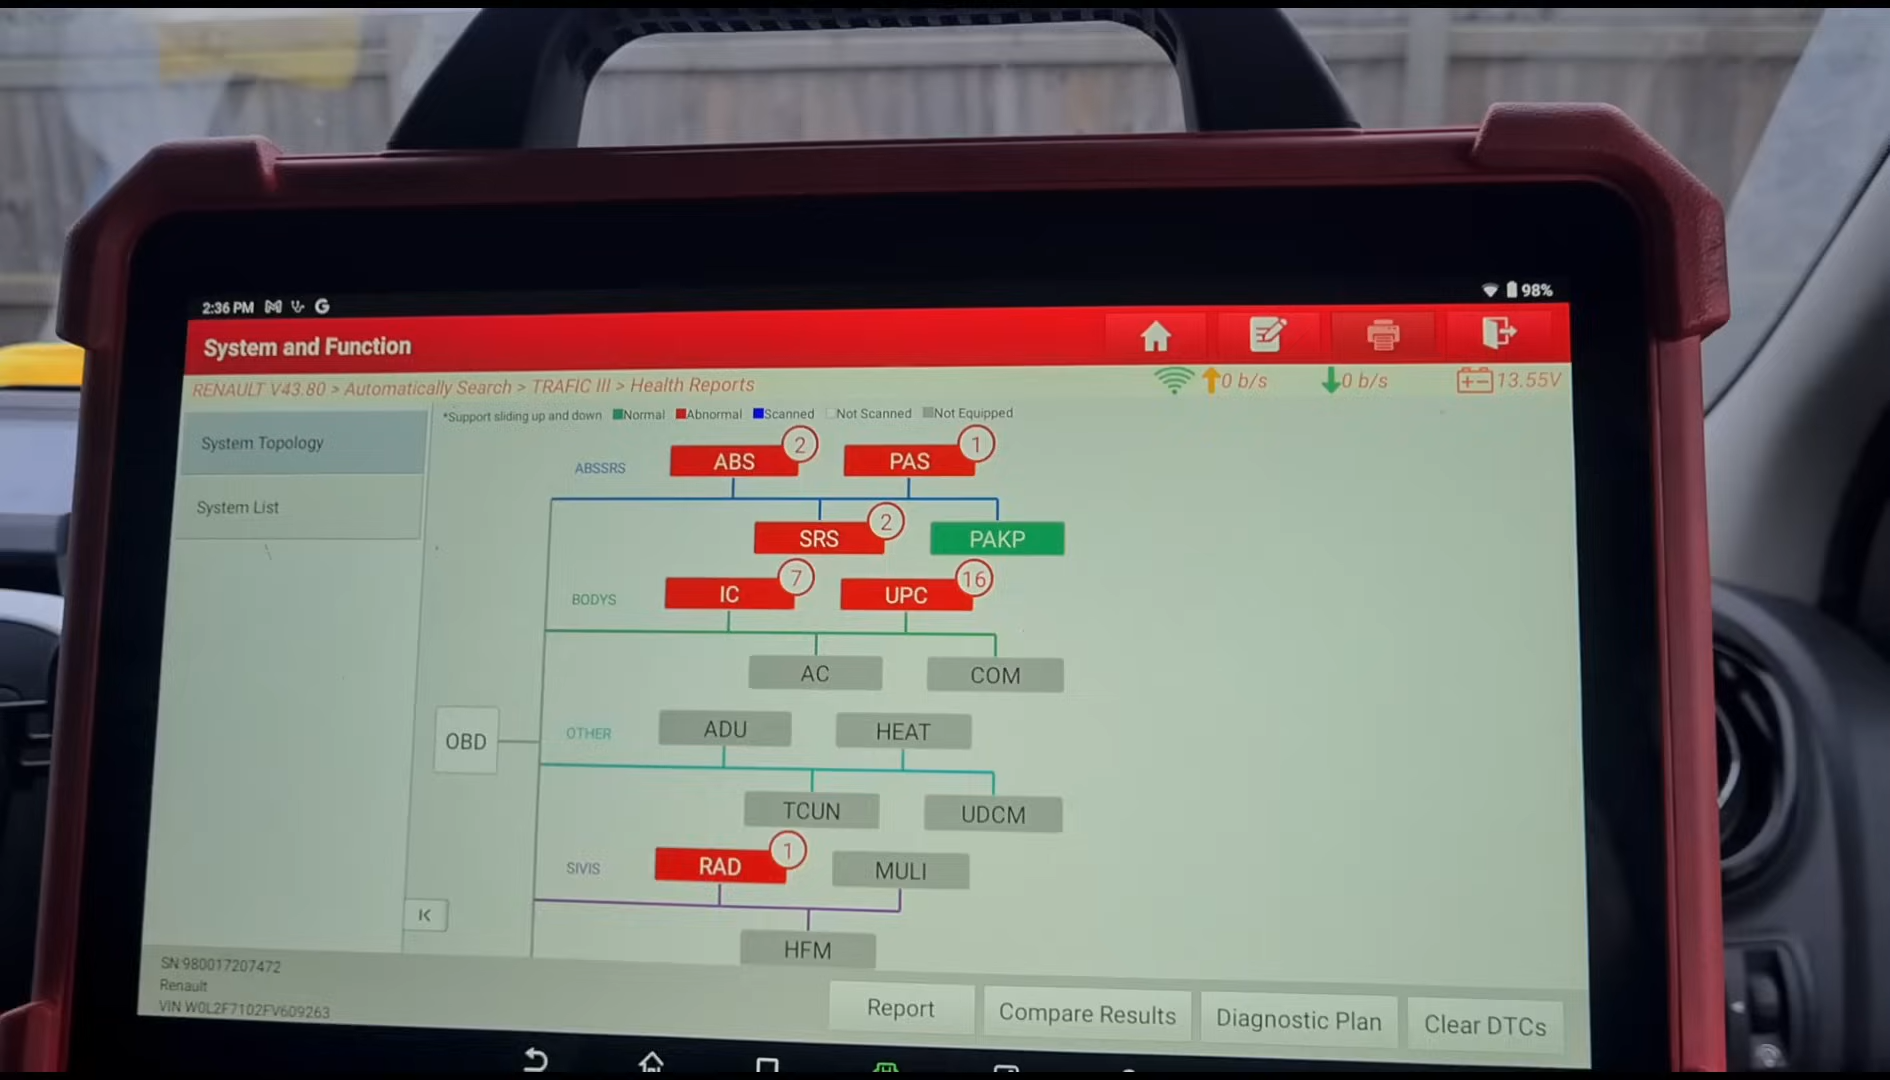 2:36 PM G
98%
System and Function
RENAULT V43.80 > Automatically Search > TRAFIC III > Health Reports
0 b/s
0 b/s
13.55V
System Topology
System List
*Support sliding up and down Normal Abnormal Scanned Not Scanned Not Equipped
ABSSRS
ABS 2
PAS 1
SRS 2
PAKP
BODYS
IC 7
UPC 16
AC
COM
OBD
OTHER
ADU
HEAT
TCUN
UDCM
SIVIS
RAD 1
MULI
HFM
SN 980017207472
Renault
VIN W0L2F7102FV609263
Report
Compare Results
Diagnostic Plan
Clear DTCs